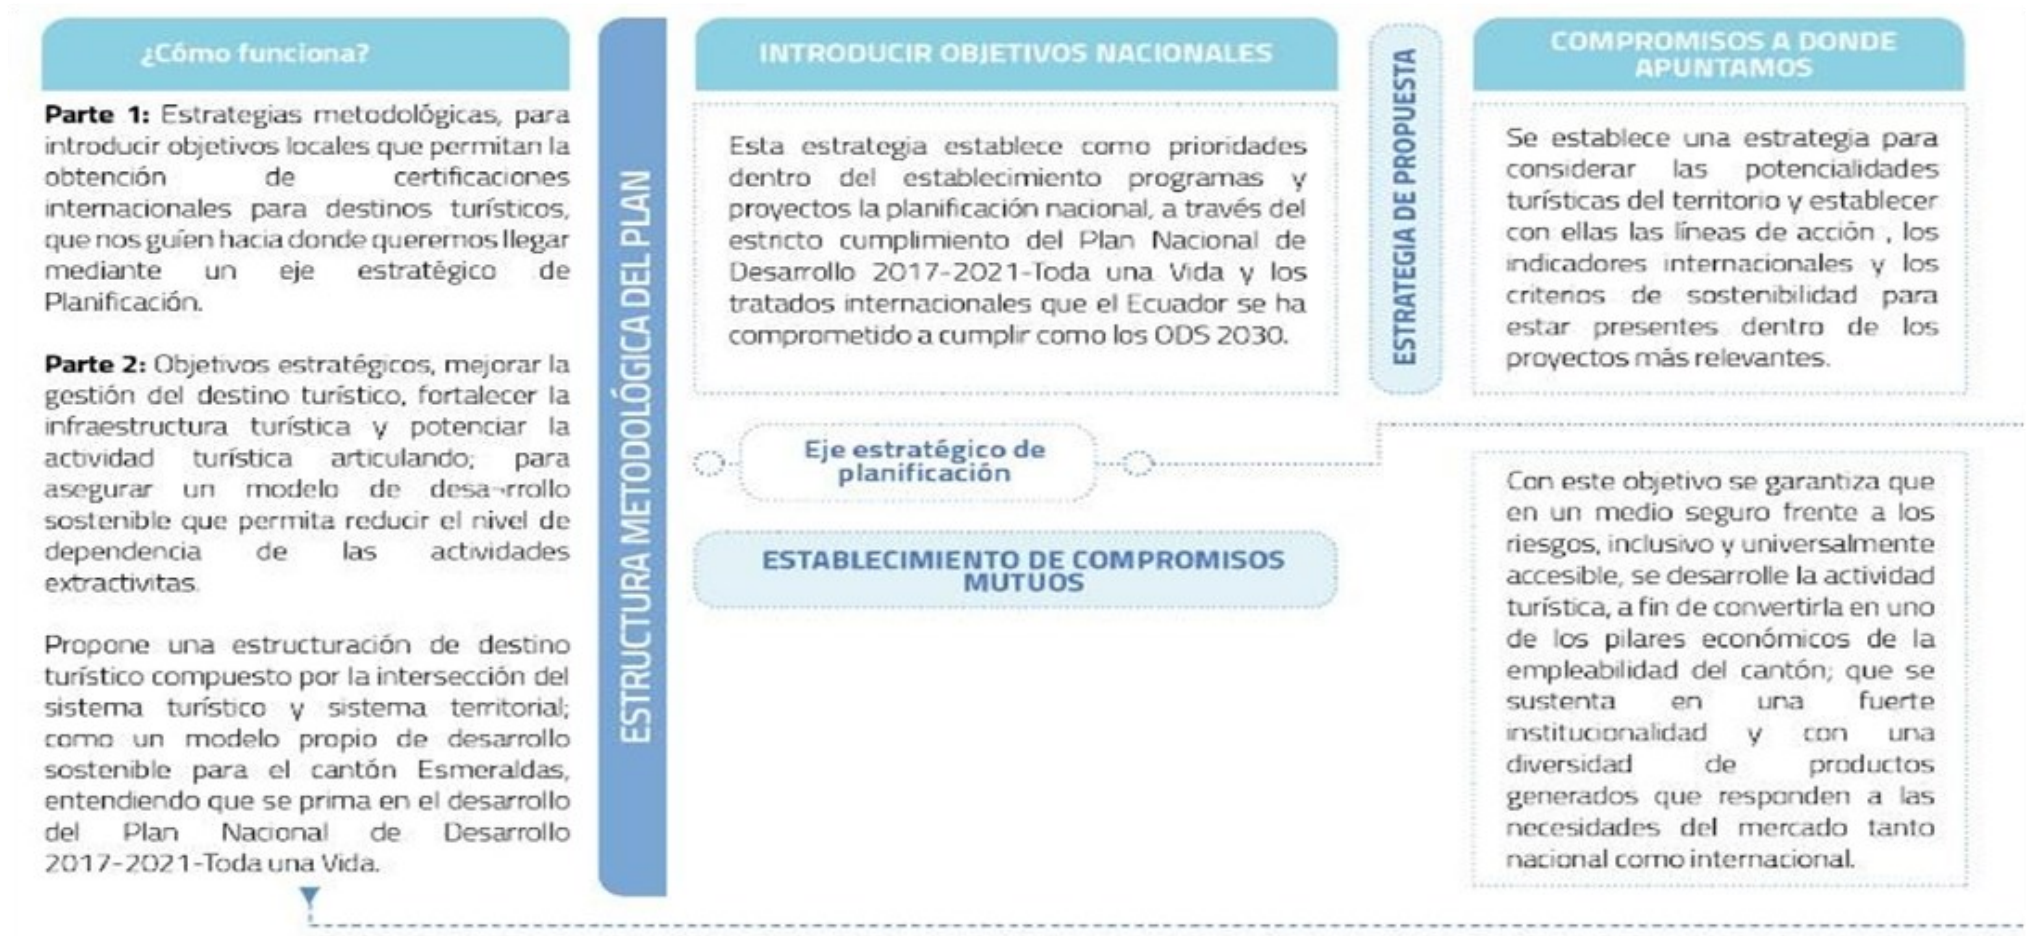 ¿Cómo funciona?
Parte 1: Estrategias metodológicas, para
introducir objetivos locales que permitan la
obtención de certificaciones
internacionales para destinos turísticos,
que nos guíen hacia donde queremos llegar
mediante un eje estratégico de
Planificación.
Parte 2: Objetivos estratégicos, mejorar la
gestión del destino turístico, fortalecer la
infraestructura turística y potenciar la
actividad turística articulando; para
asegurar un modelo de desa¬rrollo
sostenible que permita reducir el nivel de
dependencia de las actividades
extractivitas.
Propone una estructuración de destino
turístico compuesto por la intersección del
sistema turístico y sistema territorial;
como un modelo propio de desarrollo
sostenible para el cantón Esmeraldas,
entendiendo que se prima en el desarrollo
del Plan Nacional de Desarrollo
2017-2021-Toda una Vida.
ESTRUCTURA METODOLÓGICA DEL PLAN
INTRODUCIR OBJETIVOS NACIONALES
Esta estrategia establece como prioridades
dentro del establecimiento programas y
proyectos la planificación nacional, a través del
estricto cumplimiento del Plan Nacional de
Desarrollo 2017-2021-Toda una Vida y los
tratados internacionales que el Ecuador se ha
comprometido a cumplir como los ODS 2030.
Eje estratégico de
planificación
ESTABLECIMIENTO DE COMPROMISOS
MUTUOS
ESTRATEGIA DE PROPUESTA
COMPROMISOS A DONDE
APUNTAMOS
Se establece una estrategia para
considerar las potencialidades
turísticas del territorio y establecer
con ellas las líneas de acción , los
indicadores internacionales y los
criterios de sostenibilidad para
estar presentes dentro de los
proyectos más relevantes.
Con este objetivo se garantiza que
en un medio seguro frente a los
riesgos, inclusivo y universalmente
accesible, se desarrolle la actividad
turística, a fin de convertirla en uno
de los pilares económicos de la
empleabilidad del cantón; que se
sustenta en una fuerte
institucionalidad y con una
diversidad de productos
generados que responden a las
necesidades del mercado tanto
nacional como internacional.